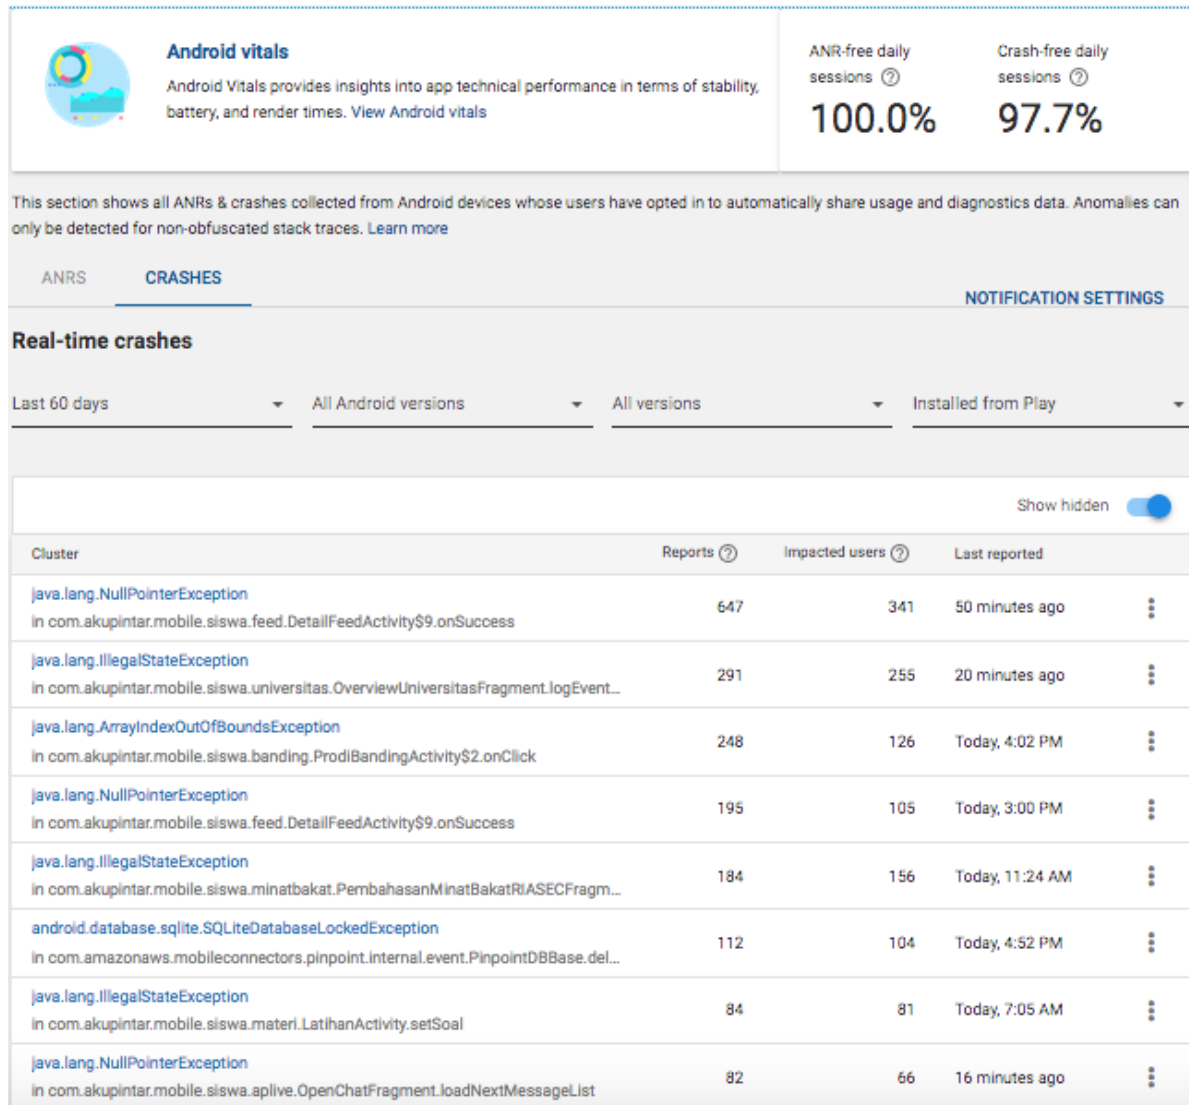 Android vitals
Android Vitals provides insights into app technical performance in terms of stability,
battery, and render times. View Android vitals
ANR-free daily
sessions
100.0%
Crash-free daily
sessions
97.7%
This section shows all ANRs & crashes collected from Android devices whose users have opted in to automatically share usage and diagnostics data. Anomalies can
only be detected for non-obfuscated stack traces. Learn more
ANRS CRASHES
NOTIFICATION SETTINGS
Real-time crashes
Last 60 days All Android versions All versions Installed from Play
Show hidden
Cluster Reports Impacted users Last reported
java.lang.NullPointerException
in com.akupintar.mobile.siswa.feed.DetailFeedActivity$9.onSuccess
647 341 50 minutes ago
java.lang.IllegalStateException
in com.akupintar.mobile.siswa.universitas.OverviewUniversitasFragment.logEvent...
291 255 20 minutes ago
java.lang.ArrayIndexOutOfBoundsException
in com.akupintar.mobile.siswa.banding.ProdiBandingActivity$2.onClick
248 126 Today, 4:02 PM
java.lang.NullPointerException
in com.akupintar.mobile.siswa.feed.DetailFeedActivity$9.onSuccess
195 105 Today, 3:00 PM
java.lang.IllegalStateException
in com.akupintar.mobile.siswa.minatbakat.PembahasanMinatBakatRIASECFragm...
184 156 Today, 11:24 AM
android.database.sqlite.SQLiteDatabaseLockedException
in com.amazonaws.mobileconnectors.pinpoint.internal.event.PinpointDBBase.del...
112 104 Today, 4:52 PM
java.lang.IllegalStateException
in com.akupintar.mobile.siswa.materi.LatihanActivity.setSoal
84 81 Today, 7:05 AM
java.lang.NullPointerException
in com.akupintar.mobile.siswa.aplive.OpenChatFragment.loadNextMessageList
82 66 16 minutes ago